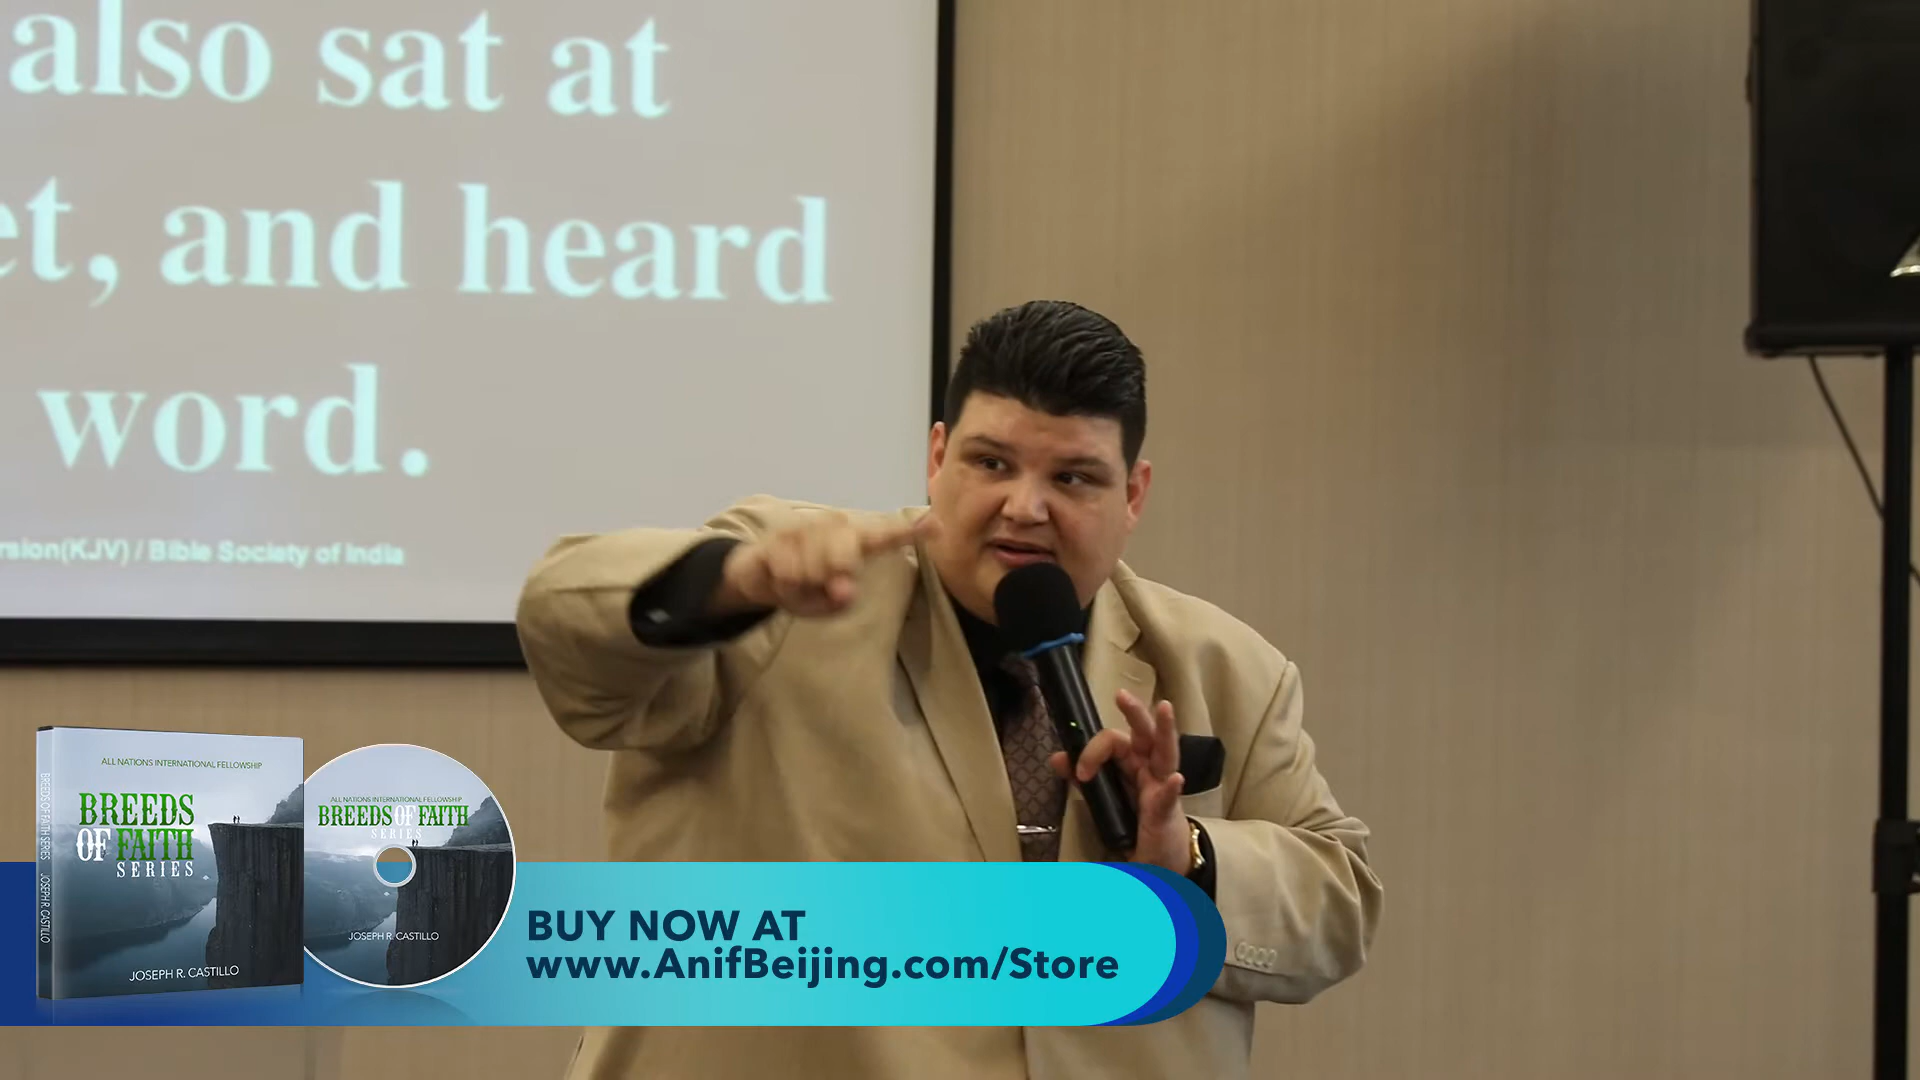 also sat at
et, and heard
word.
rsion(KJV) / Bible Society of India
ALL NATIONS INTERNATIONAL FELLOWSHIP
BREEDS
OF FAITH
SERIES
JOSEPH R. CASTILLO
BREEDS OF FAITH SERIES JOSEPH R. CASTILLO
ALL NATIONS INTERNATIONAL FELLOWSHIP
BREEDS OF FAITH
SERIES
JOSEPH R. CASTILLO
BUY NOW AT
www.AnifBeijing.com/Store